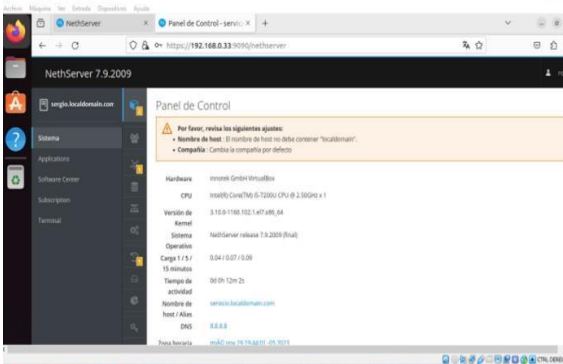 Archivo Máquina Ver Entrada Dispositivos Ayuda
NethServer
Panel de Control - servic
https://192.168.0.33:9090/nethserver
NethServer 7.9.2009
sergio.localdomain.com
Sistema
Applications
Software Center
Subscription
Terminal
Panel de Control
Por favor, revisa los siguientes ajustes:
Nombre de host : El nombre de host no debe contener "localdomain".
Compañía : Cambia la compañía por defecto
Hardware innotek GmbH VirtualBox
CPU Intel(R) Core(TM) i5-7200U CPU @ 2.50GHz x 1
Versión de Kernel 3.10.0-1160.102.1.el7.x86_64
Sistema Operativo NethServer release 7.9.2009 (final)
Carga 1 / 5 / 15 minutos 0.04 / 0.07 / 0.09
Tiempo de actividad 0d 0h 12m 2s
Nombre de host / Alias
DNS 8.8.8.8
Zona horaria